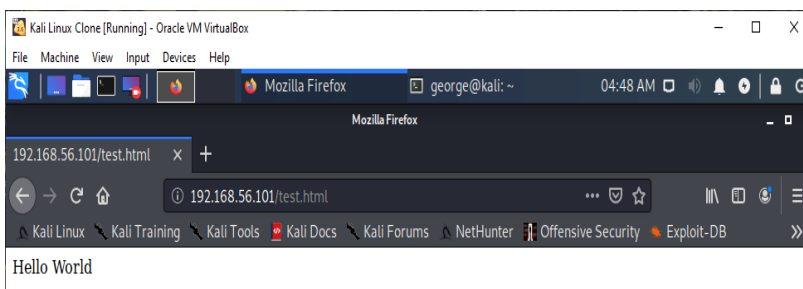 Kali Linux Clone [Running] - Oracle VM VirtualBox
File Machine View Input Devices Help
Mozilla Firefox george@kali: ~ 04:48 AM
Mozilla Firefox
192.168.56.101/test.html
192.168.56.101/test.html
Kali Linux Kali Training Kali Tools Kali Docs Kali Forums NetHunter Offensive Security Exploit-DB
Hello World